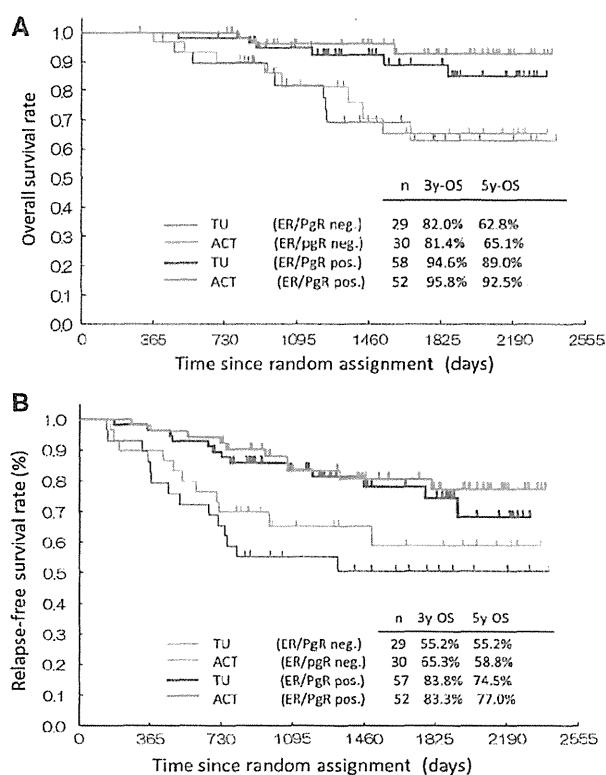 A
Overall survival rate
1.0
0.9
0.8
0.7
0.6
0.5
0.4
0.3
0.2
0.1
0.0
n 3y-OS 5y-OS
TU (ER/PgR neg.) 29 82.0% 62.8%
ACT (ER/pgR neg.) 30 81.4% 65.1%
TU (ER/PgR pos.) 58 94.6% 89.0%
ACT (ER/PgR pos.) 52 95.8% 92.5%
0 365 730 1095 1460 1825 2190 2555
Time since random assignment (days)
B
Relapse-free survival rate (%)
1.0
0.9
0.8
0.7
0.6
0.5
0.4
0.3
0.2
0.1
0.0
n 3y OS 5y OS
TU (ER/PgR neg.) 29 55.2% 55.2%
ACT (ER/PgR neg.) 30 65.3% 58.8%
TU (ER/PgR pos.) 57 83.8% 74.5%
ACT (ER/PgR pos.) 52 83.3% 77.0%
0 365 730 1095 1460 1825 2190 2555
Time since random assignment (days)